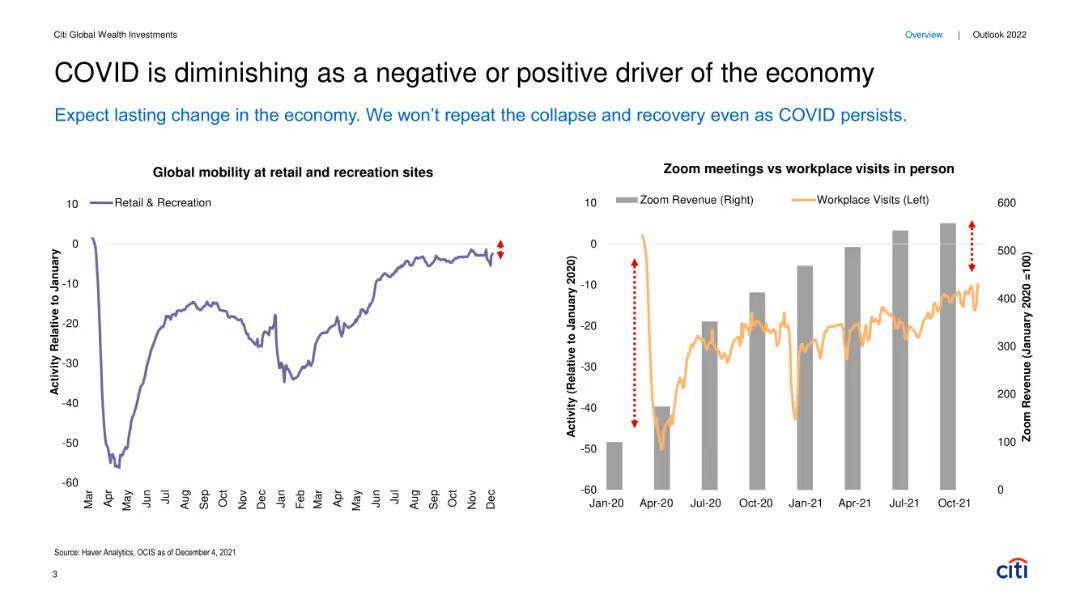 Citi Global Wealth Investments
Overview | Outlook 2022
COVID is diminishing as a negative or positive driver of the economy
Expect lasting change in the economy. We won't repeat the collapse and recovery even as COVID persists.
Global mobility at retail and recreation sites
Retail & Recreation
Activity Relative to January
10
0
-10
-20
-30
-40
-50
-60
Mar
Apr
May
Jun
Jul
Aug
Sep
Oct
Nov
Dec
Jan
Feb
Mar
Apr
May
Jun
Jul
Aug
Sep
Oct
Nov
Dec
Zoom meetings vs workplace visits in person
Zoom Revenue (Right)
Workplace Visits (Left)
Activity (Relative to January 2020)
10
0
-10
-20
-30
-40
-50
-60
Jan-20
Apr-20
Jul-20
Oct-20
Jan-21
Apr-21
Jul-21
Oct-21
600
500
400
300
200
100
0
Zoom Revenue (January 2020 =100)
Source: Haver Analytics, OCIS as of December 4, 2021
3
citi